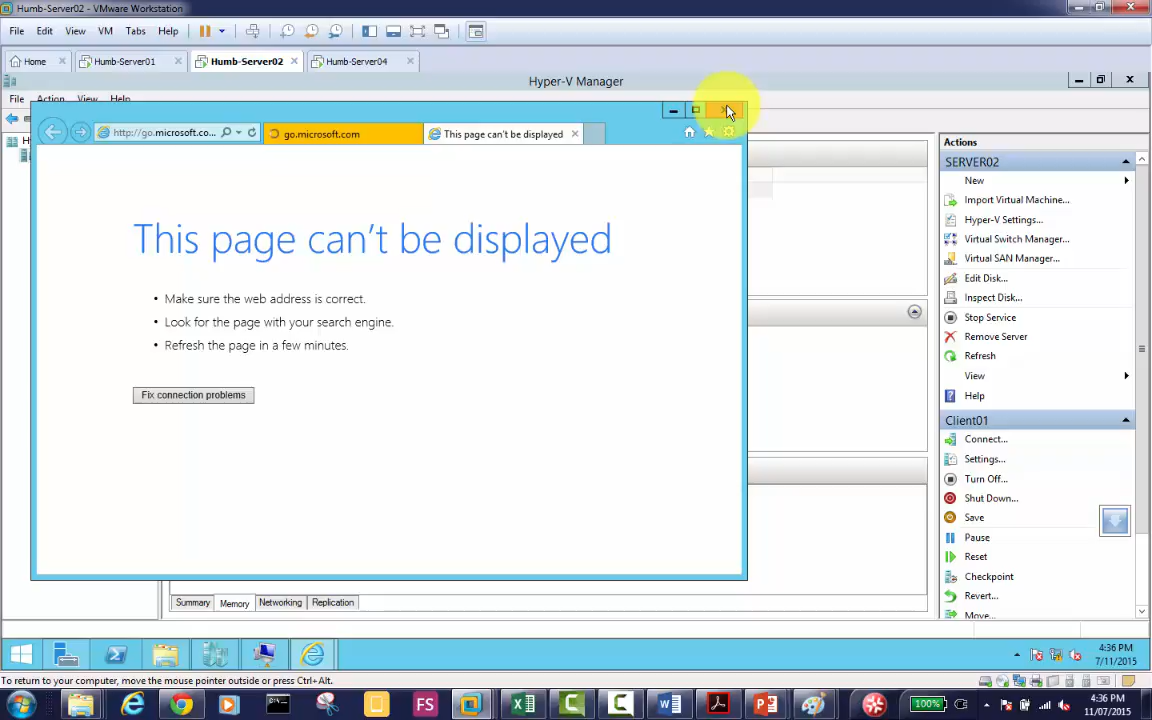 Humb-Server02 - VMware Workstation
File Edit View VM Tabs Help
Home Humb-Server01 Humb-Server02 Humb-Server04
Hyper-V Manager
File Action View Help
http://go.microsoft.co... go.microsoft.com This page can't be displayed
This page can't be displayed
• Make sure the web address is correct.
• Look for the page with your search engine.
• Refresh the page in a few minutes.
Fix connection problems
Actions
SERVER02
New
Import Virtual Machine...
Hyper-V Settings...
Virtual Switch Manager...
Virtual SAN Manager...
Edit Disk...
Inspect Disk...
Stop Service
Remove Server
Refresh
View
Help
Client01
Connect...
Settings...
Turn Off...
Shut Down...
Save
Pause
Reset
Checkpoint
Revert...
Move...
Summary Memory Networking Replication
4:36 PM
7/11/2015
To return to your computer, move the mouse pointer outside or press Ctrl+Alt.
FS
100%
4:36 PM
11/07/2015